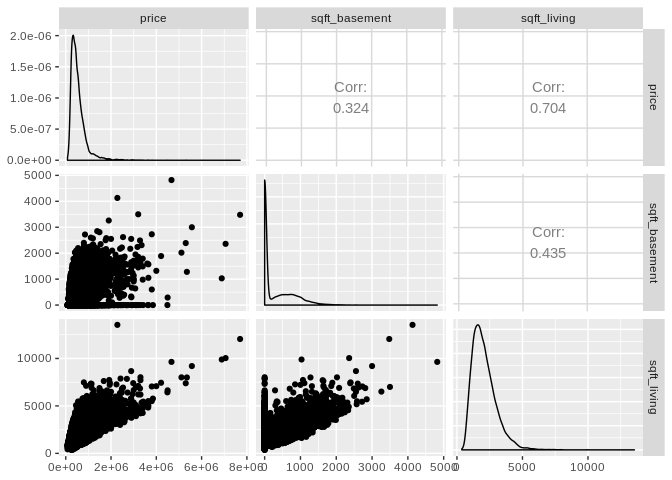 price
sqft_basement
sqft_living
2.0e-06
1.5e-06
1.0e-06
5.0e-07
0.0e+00
Corr:
0.324
Corr:
0.704
price
5000
4000
3000
2000
1000
0
Corr:
0.435
sqft_basement
10000
5000
0
sqft_living
0e+00 2e+06 4e+06 6e+06 8e+06
0 1000 2000 3000 4000 5000
0 5000 10000